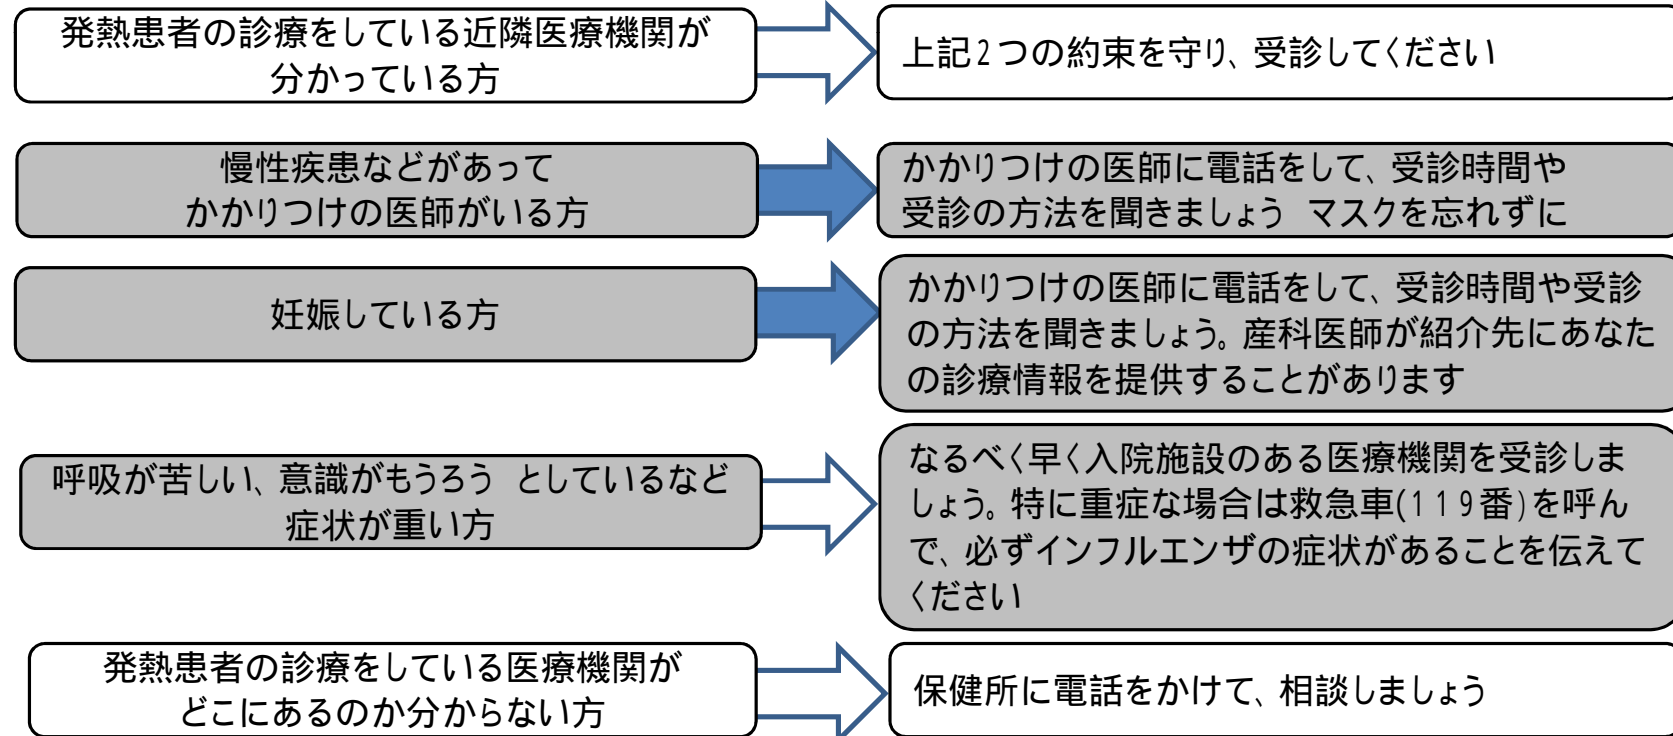 発熱患者の診療をしている近隣医療機関が
分かっている方
上記2つの約束を守り、受診してください
慢性疾患などがあって
かかりつけの医師がいる方
かかりつけの医師に電話をして、受診時間や
受診の方法を聞きましょう マスクを忘れずに
妊娠している方
かかりつけの医師に電話をして、受診時間や受診
の方法を聞きましょう。産科医師が紹介先にあなた
の診療情報を提供することがあります
呼吸が苦しい、意識がもうろう としているなど
症状が重い方
なるべく早く入院施設のある医療機関を受診しま
しょう。特に重症な場合は救急車(119番)を呼ん
で、必ずインフルエンザの症状があることを伝えて
ください
発熱患者の診療をしている医療機関が
どこにあるのか分からない方
保健所に電話をかけて、相談しましょう